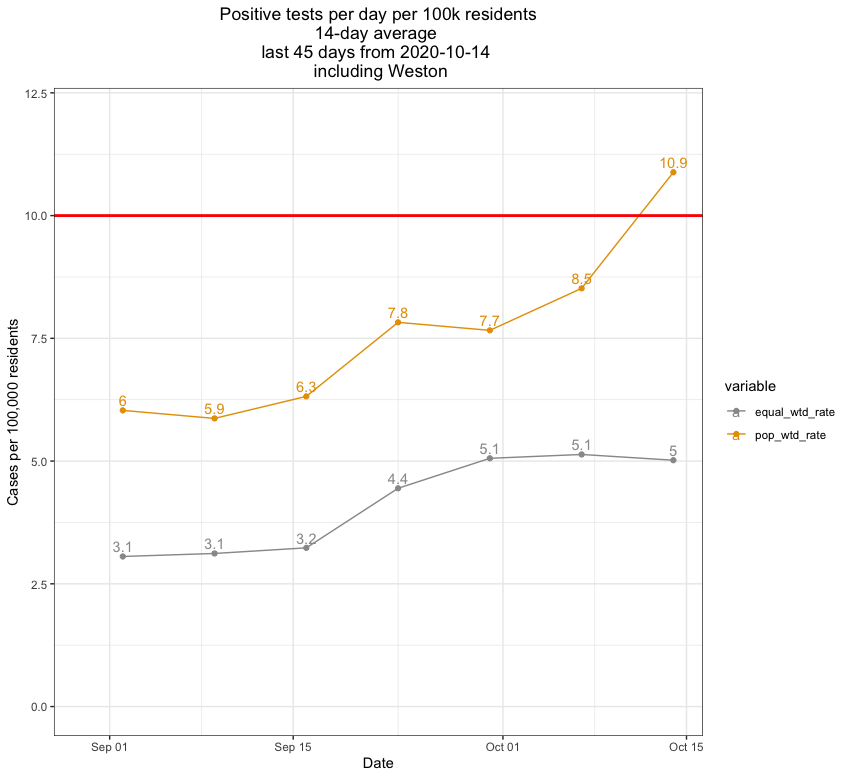 Positive tests per day per 100k residents
14-day average
last 45 days from 2020-10-14
including Weston
12.5
10.0
7.5
5.0
2.5
0.0
Cases per 100,000 residents
6
5.9
6.3
7.8
7.7
8.5
10.9
3.1
3.1
3.2
4.4
5.1
5.1
5
Sep 01
Sep 15
Oct 01
Oct 15
Date
variable
a equal_wtd_rate
a pop_wtd_rate